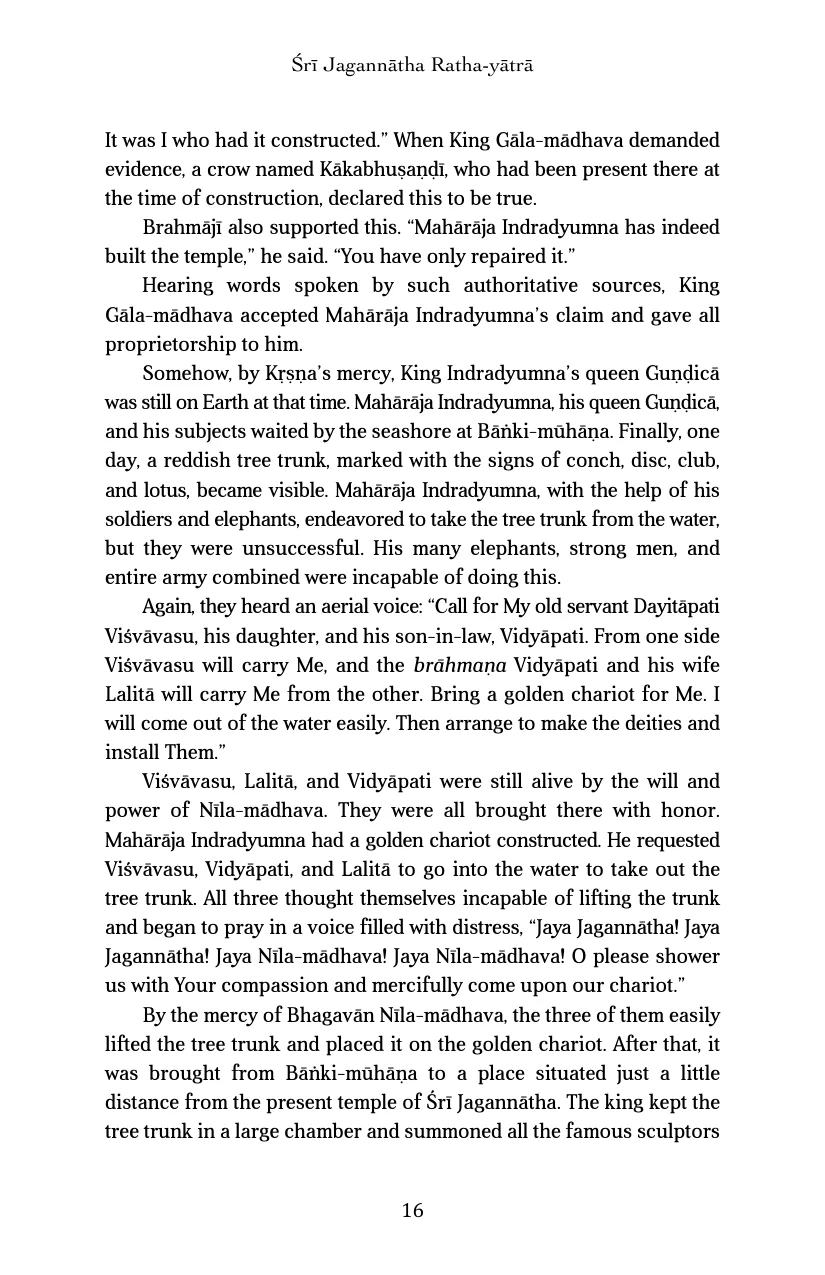 Śrī Jagannātha Ratha-yātrā
It was I who had it constructed.” When King Gāla-mādhava demanded
evidence, a crow named Kākabhuṣaṇḍī, who had been present there at
the time of construction, declared this to be true.
Brahmājī also supported this. “Mahārāja Indradyumna has indeed
built the temple,” he said. “You have only repaired it.”
Hearing words spoken by such authoritative sources, King
Gāla-mādhava accepted Mahārāja Indradyumna’s claim and gave all
proprietorship to him.
Somehow, by Kṛṣṇa’s mercy, King Indradyumna’s queen Guṇḍicā
was still on Earth at that time. Mahārāja Indradyumna, his queen Guṇḍicā,
and his subjects waited by the seashore at Bāṅki-mūhāṇa. Finally, one
day, a reddish tree trunk, marked with the signs of conch, disc, club,
and lotus, became visible. Mahārāja Indradyumna, with the help of his
soldiers and elephants, endeavored to take the tree trunk from the water,
but they were unsuccessful. His many elephants, strong men, and
entire army combined were incapable of doing this.
Again, they heard an aerial voice: “Call for My old servant Dayitāpati
Viśvāvasu, his daughter, and his son-in-law, Vidyāpati. From one side
Viśvāvasu will carry Me, and the brāhmaṇa Vidyāpati and his wife
Lalitā will carry Me from the other. Bring a golden chariot for Me. I
will come out of the water easily. Then arrange to make the deities and
install Them.”
Viśvāvasu, Lalitā, and Vidyāpati were still alive by the will and
power of Nīla-mādhava. They were all brought there with honor.
Mahārāja Indradyumna had a golden chariot constructed. He requested
Viśvāvasu, Vidyāpati, and Lalitā to go into the water to take out the
tree trunk. All three thought themselves incapable of lifting the trunk
and began to pray in a voice filled with distress, “Jaya Jagannātha! Jaya
Jagannātha! Jaya Nīla-mādhava! Jaya Nīla-mādhava! O please shower
us with Your compassion and mercifully come upon our chariot.”
By the mercy of Bhagavān Nīla-mādhava, the three of them easily
lifted the tree trunk and placed it on the golden chariot. After that, it
was brought from Bāṅki-mūhāṇa to a place situated just a little
distance from the present temple of Śrī Jagannātha. The king kept the
tree trunk in a large chamber and summoned all the famous sculptors
16